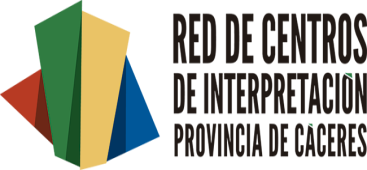 RED DE CENTROS
DE INTERPRETACIÓN
PROVINCIA DE CÁCERES